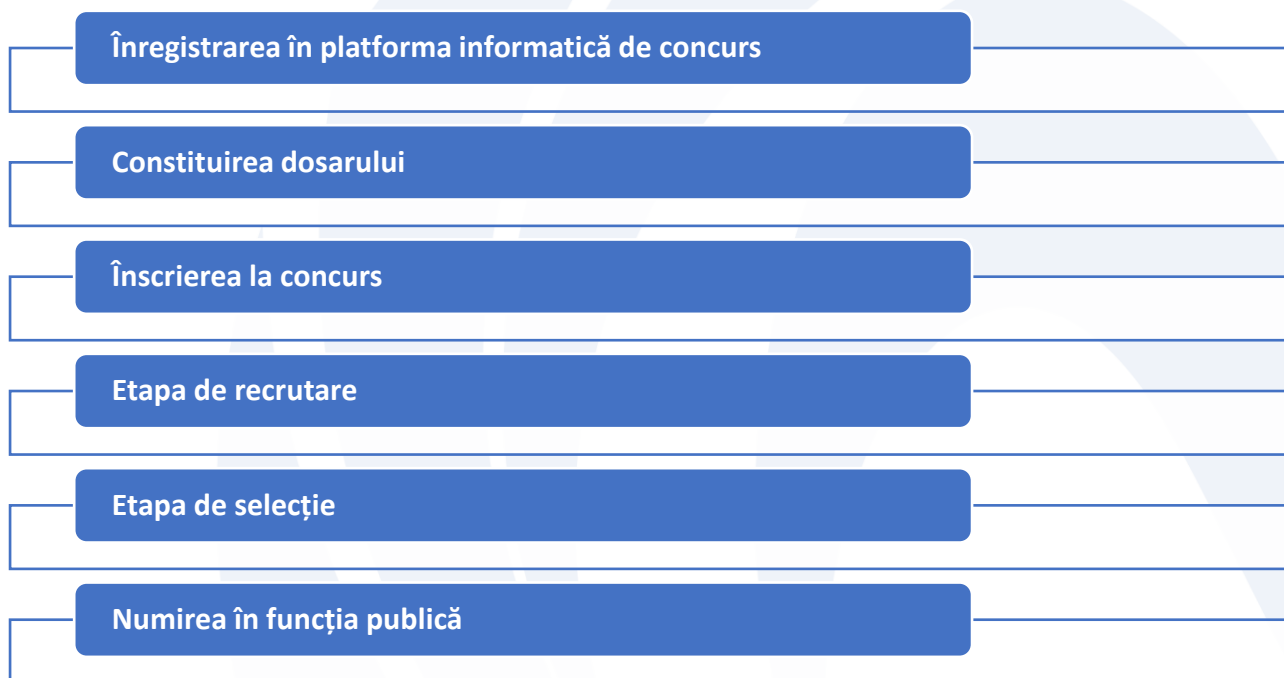 Înregistrarea în platforma informatică de concurs
Constituirea dosarului
Înscrierea la concurs
Etapa de recrutare
Etapa de selecție
Numirea în funcția publică